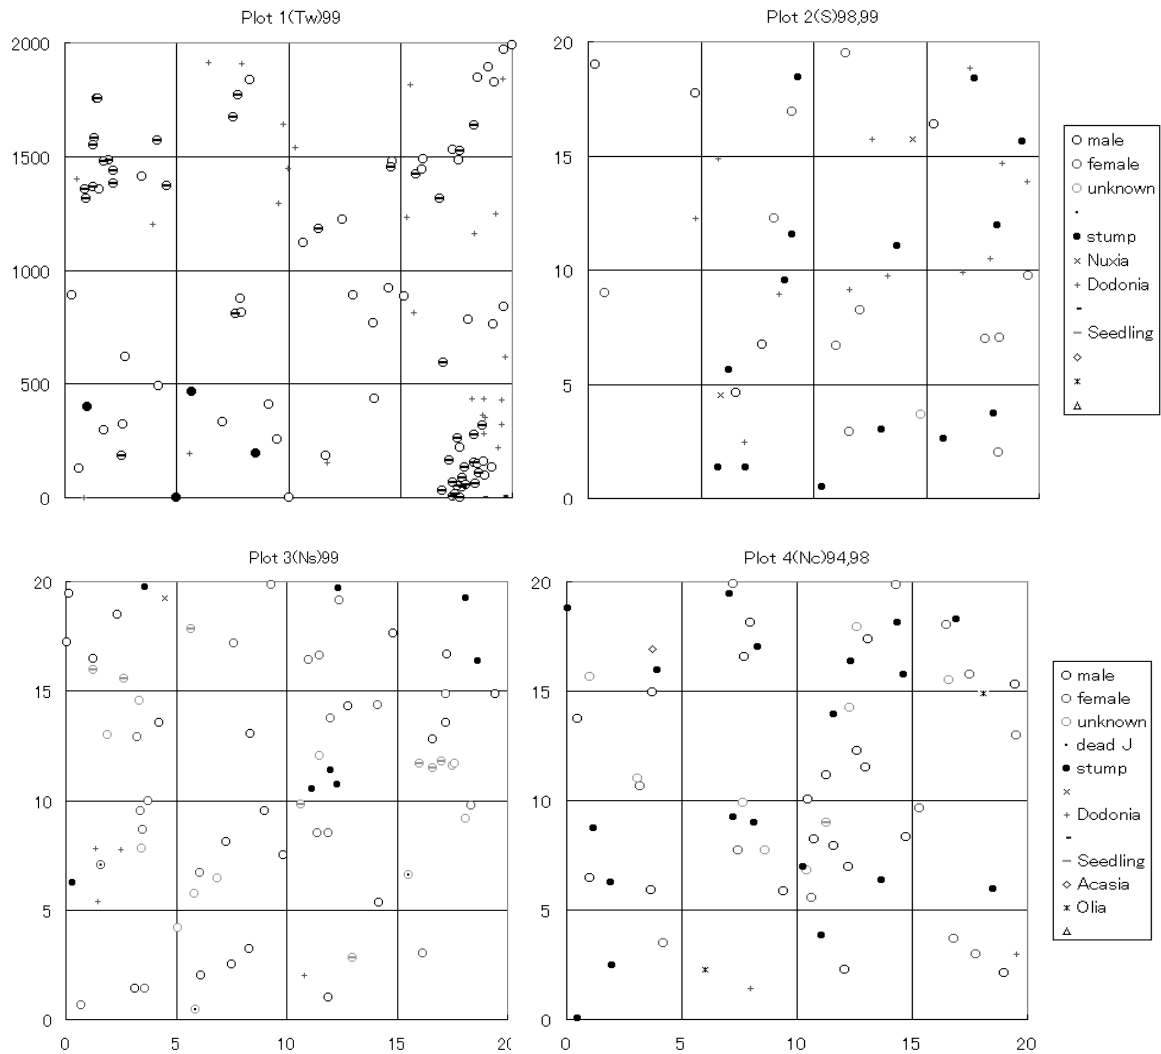 Plot 1(Tw)99
2000
1500
1000
500
0
Plot 2(S)98,99
20
15
10
5
0
male
female
unknown
stump
Nuxia
Dodonia
Seedling
Plot 3(Ns)99
20
15
10
5
0
0 5 10 15 20
Plot 4(Nc)94,98
20
15
10
5
0
0 5 10 15 20
male
female
unknown
dead J
stump
Dodonia
Seedling
Acasia
Olia